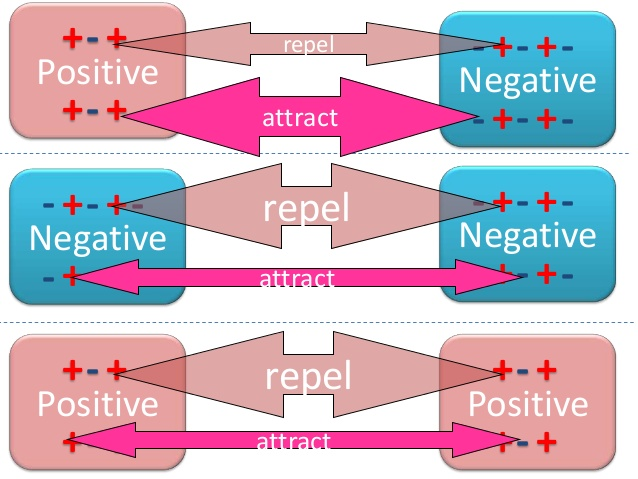 +-+
Positive
+-+
repel
attract
-+-+-
Negative
-+-+-
-+-+-
Negative
-+
repel
attract
-+-+-
Negative
-+-+-
+-+
Positive
+
repel
attract
+-+
Positive
+-+